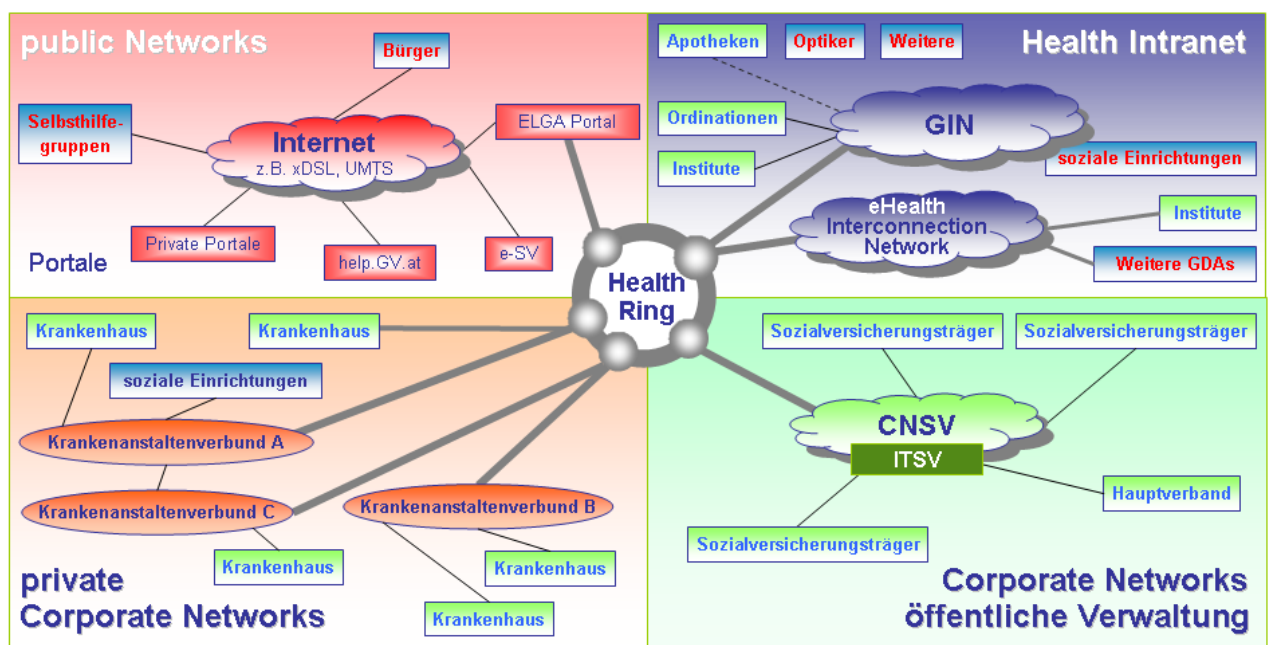 public Networks
Bürger
Selbsthilfe-
gruppen
Internet
z.B. xDSL, UMTS
ELGA Portal
Private Portale
help.GV.at
e-SV
Portale
Health Intranet
Apotheken
Optiker
Weitere
Ordinationen
GIN
Institute
soziale Einrichtungen
eHealth
Interconnection
Network
Institute
Weitere GDAs
Health
Ring
Krankenhaus
Krankenhaus
soziale Einrichtungen
Krankenanstaltenverbund A
Krankenanstaltenverbund C
Krankenanstaltenverbund B
Krankenhaus
Krankenhaus
Krankenhaus
private
Corporate Networks
Sozialversicherungsträger
Sozialversicherungsträger
CNSV
ITSV
Hauptverband
Sozialversicherungsträger
Corporate Networks
öffentliche Verwaltung